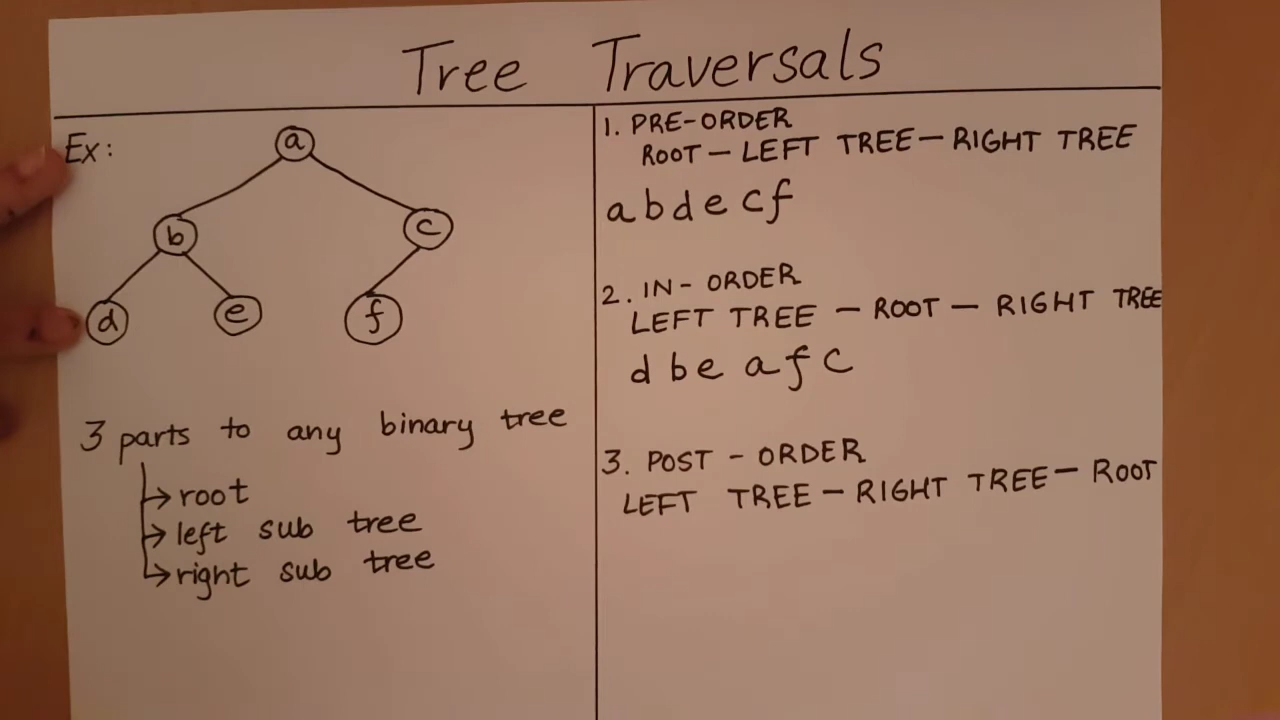 Tree Traversals
Ex:
a
b
c
d
e
f
3 parts to any binary tree
root
left sub tree
right sub tree
1. PRE-ORDER
ROOT - LEFT TREE - RIGHT TREE
a b d e c f
2. IN-ORDER
LEFT TREE - ROOT - RIGHT TREE
d b e a f c
3. POST-ORDER
LEFT TREE - RIGHT TREE - ROOT